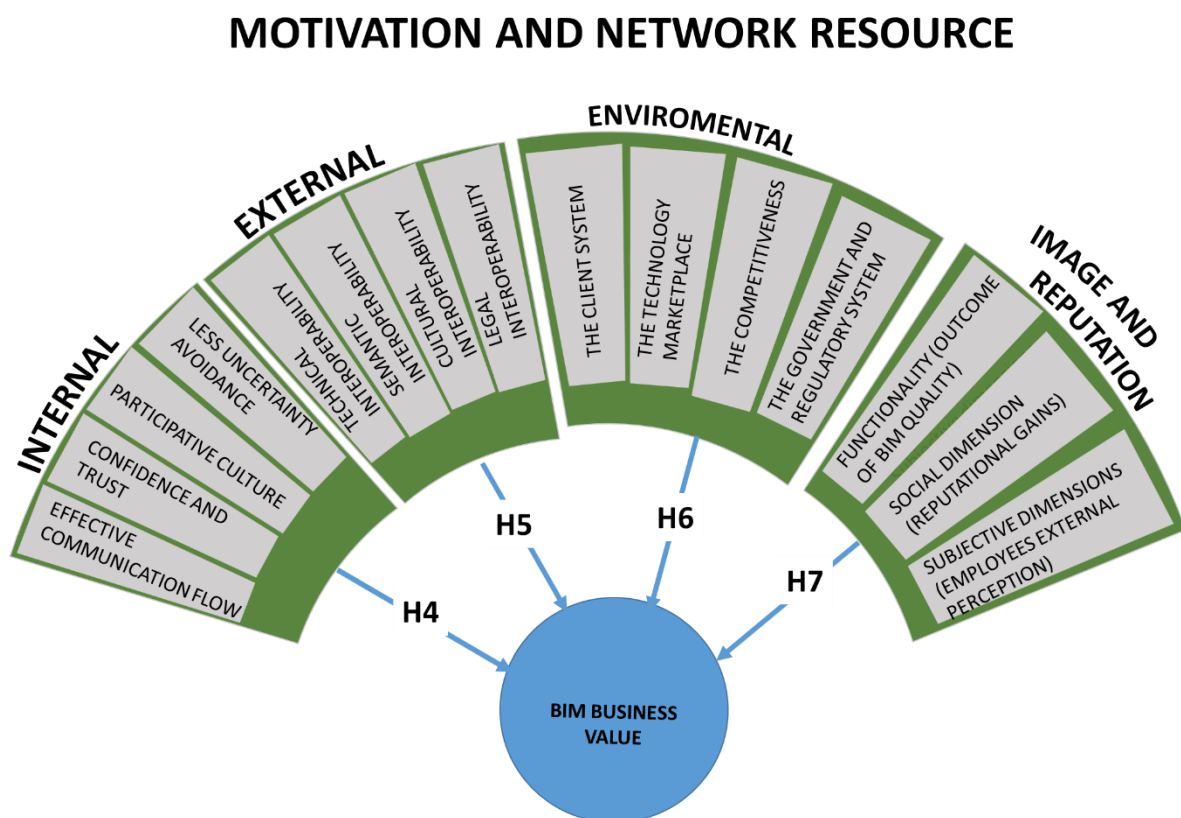 MOTIVATION AND NETWORK RESOURCE
INTERNAL
EFFECTIVE
COMMUNICATION FLOW
CONFIDENCE AND
TRUST
PARTICIPATIVE CULTURE
LESS UNCERTAINTY
AVOIDANCE
EXTERNAL
TECHNICAL
INTEROPERABILITY
SEMANTIC
INTEROPERABILITY
CULTURAL
INTEROPERABILITY
LEGAL
INTEROPERABILITY
ENVIROMENTAL
THE CLIENT SYSTEM
THE TECHNOLOGY
MARKETPLACE
THE COMPETITIVENESS
THE GOVERNMENT AND
REGULATORY SYSTEM
IMAGE AND
REPUTATION
FUNCTIONALITY (OUTCOME
OF BIM QUALITY)
SOCIAL DIMENSION
(REPUTATIONAL GAINS)
SUBJECTIVE DIMENSIONS
(EMPLOYEES EXTERNAL
PERCEPTION)
H4
H5
H6
H7
BIM BUSINESS
VALUE